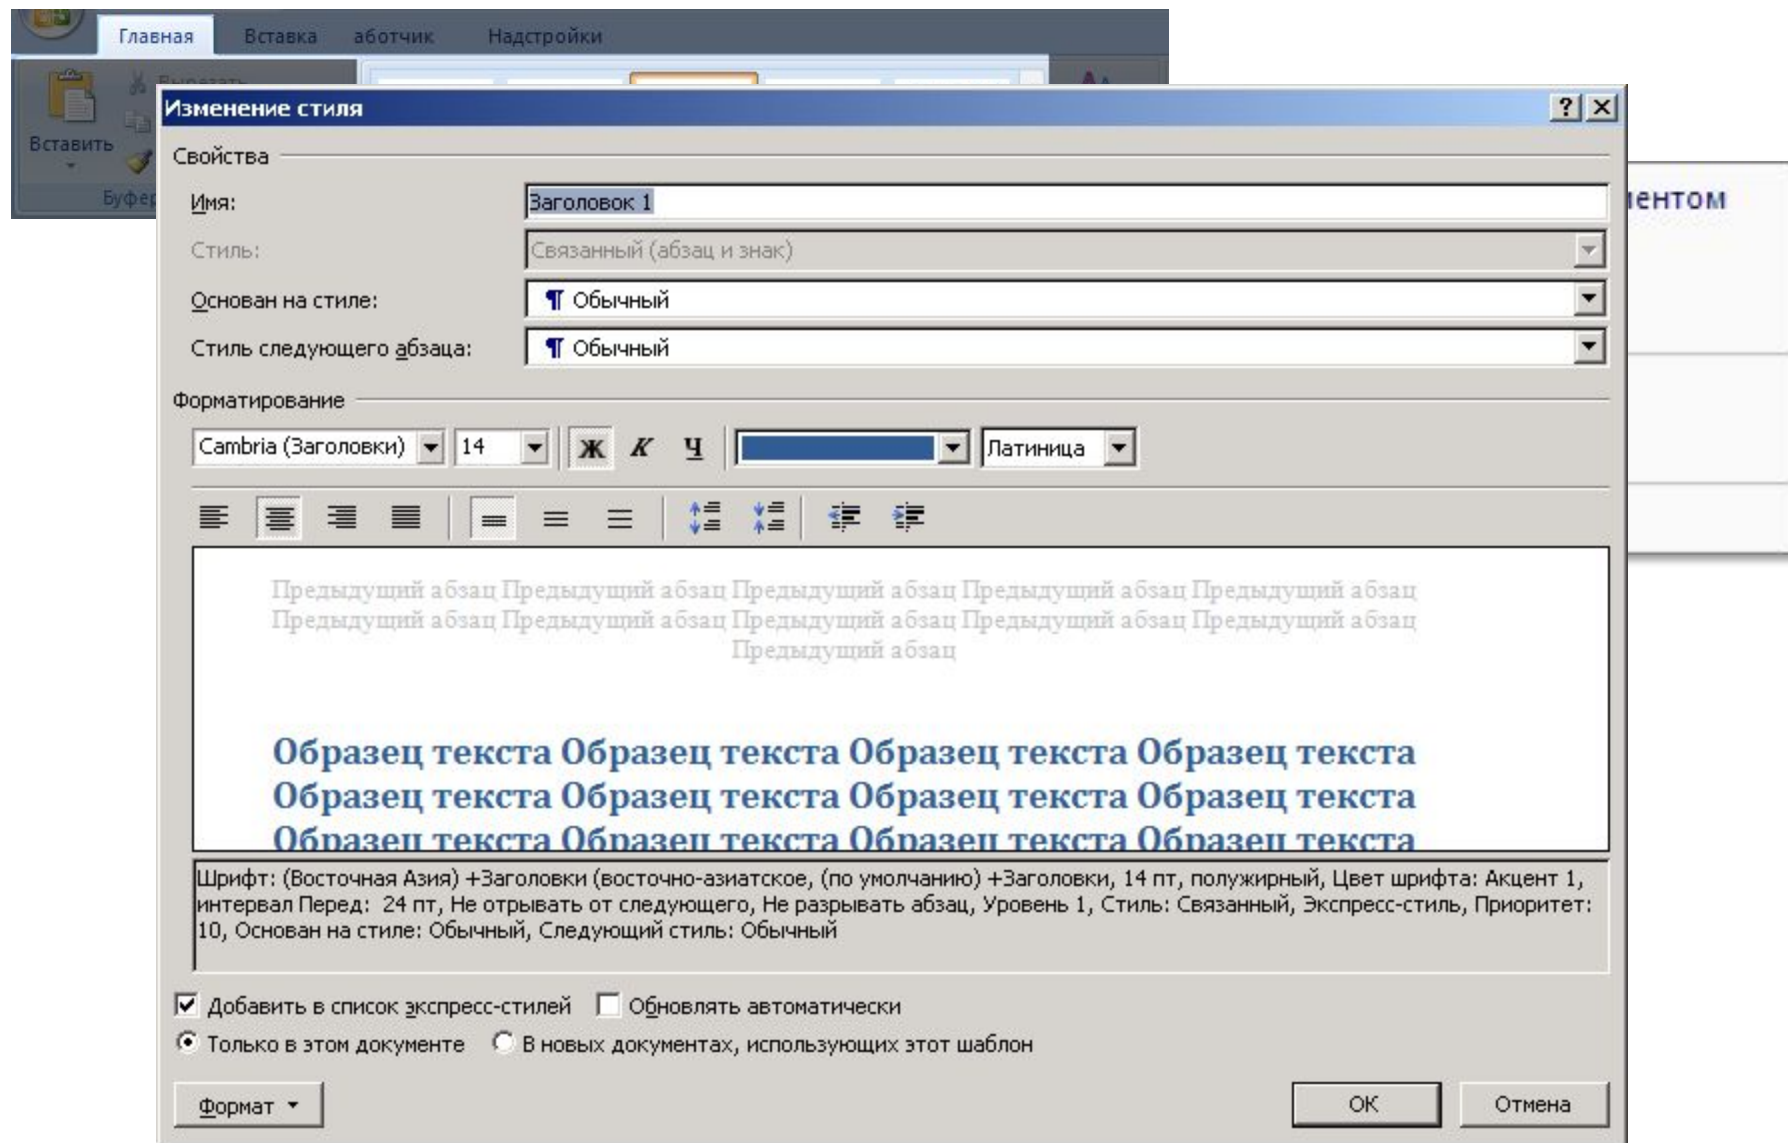 Главная Вставка аботчик Надстройки
Вырезать
Вставить
Буфер
Изменение стиля
Свойства
Имя: Заголовок 1
ментом
Стиль: Связанный (абзац и знак)
Основан на стиле: ¶ Обычный
Стиль следующего абзаца: ¶ Обычный
Форматирование
Cambria (Заголовки) 14 Ж К Ч Латиница
Предыдущий абзац Предыдущий абзац Предыдущий абзац Предыдущий абзац Предыдущий абзац
Предыдущий абзац Предыдущий абзац Предыдущий абзац Предыдущий абзац Предыдущий абзац
Предыдущий абзац
Образец текста Образец текста Образец текста Образец текста
Образец текста Образец текста Образец текста Образец текста
Образец текста Образец текста Образец текста Образец текста
Шрифт: (Восточная Азия) +Заголовки (восточно-азиатское, (по умолчанию) +Заголовки, 14 пт, полужирный, Цвет шрифта: Акцент 1,
интервал Перед: 24 пт, Не отрывать от следующего, Не разрывать абзац, Уровень 1, Стиль: Связанный, Экспресс-стиль, Приоритет:
10, Основан на стиле: Обычный, Следующий стиль: Обычный
Добавить в список экспресс-стилей Обновлять автоматически
Только в этом документе В новых документах, использующих этот шаблон
Формат OK Отмена